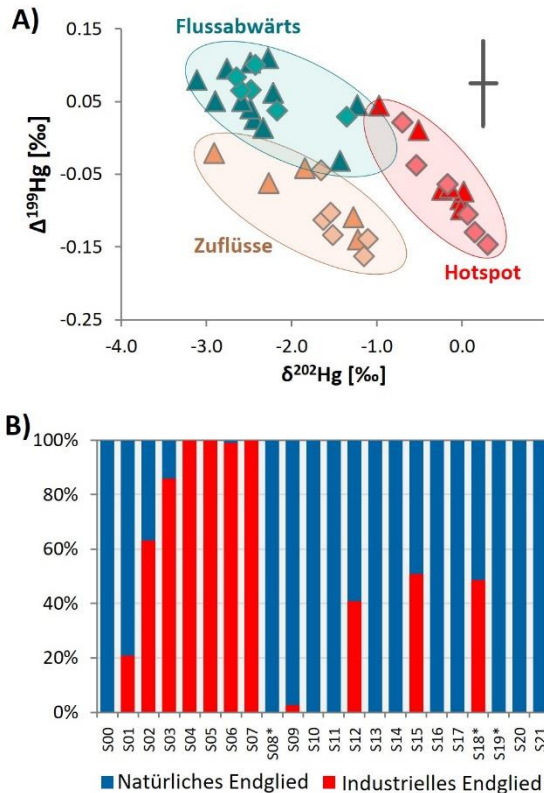 A)
Flussabwärts
0.15
0.05
-0.05
-0.15
-0.25
Δ¹⁹⁹Hg [‰]
Zuflüsse
Hotspot
-4.0 -3.0 -2.0 -1.0 0.0
δ²⁰²Hg [‰]
B)
100%
80%
60%
40%
20%
0%
S00 S01 S02 S03 S04 S05 S06 S07 S08* S09 S10 S11 S12 S13 S14 S15 S16 S17 S18* S19* S20 S21
Natürliches Endglied Industrielles Endglied